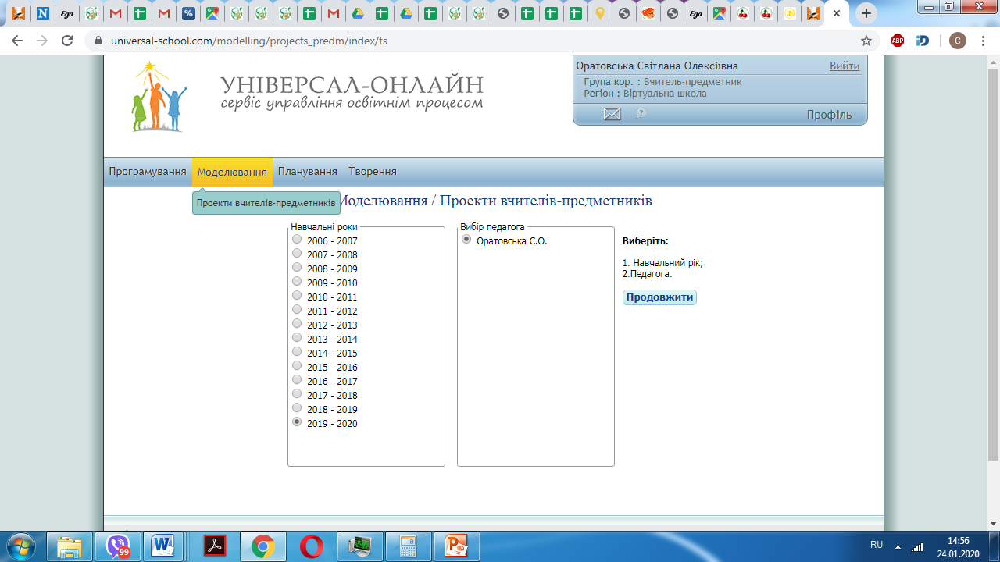 Ega
Ega
universal-school.com/modelling/projects_predm/index/ts
ABP
C
УНІВЕРСАЛ-ОНЛАЙН
сервіс управління освітнім процесом
Оратовська Світлана Олексіївна
Вийти
Група кор. : Вчитель-предметник
Регіон : Віртуальна школа
Профіль
Програмування
Моделювання
Планування
Творення
Проекти вчителів-предметників
Моделювання / Проекти вчителів-предметників
Навчальні роки
2006 - 2007
2007 - 2008
2008 - 2009
2009 - 2010
2010 - 2011
2011 - 2012
2012 - 2013
2013 - 2014
2014 - 2015
2015 - 2016
2016 - 2017
2017 - 2018
2018 - 2019
2019 - 2020
Вибір педагога
Оратовська С.О.
Виберіть:
1. Навчальний рік;
2.Педагога.
Продовжити
99
RU
14:56
24.01.2020